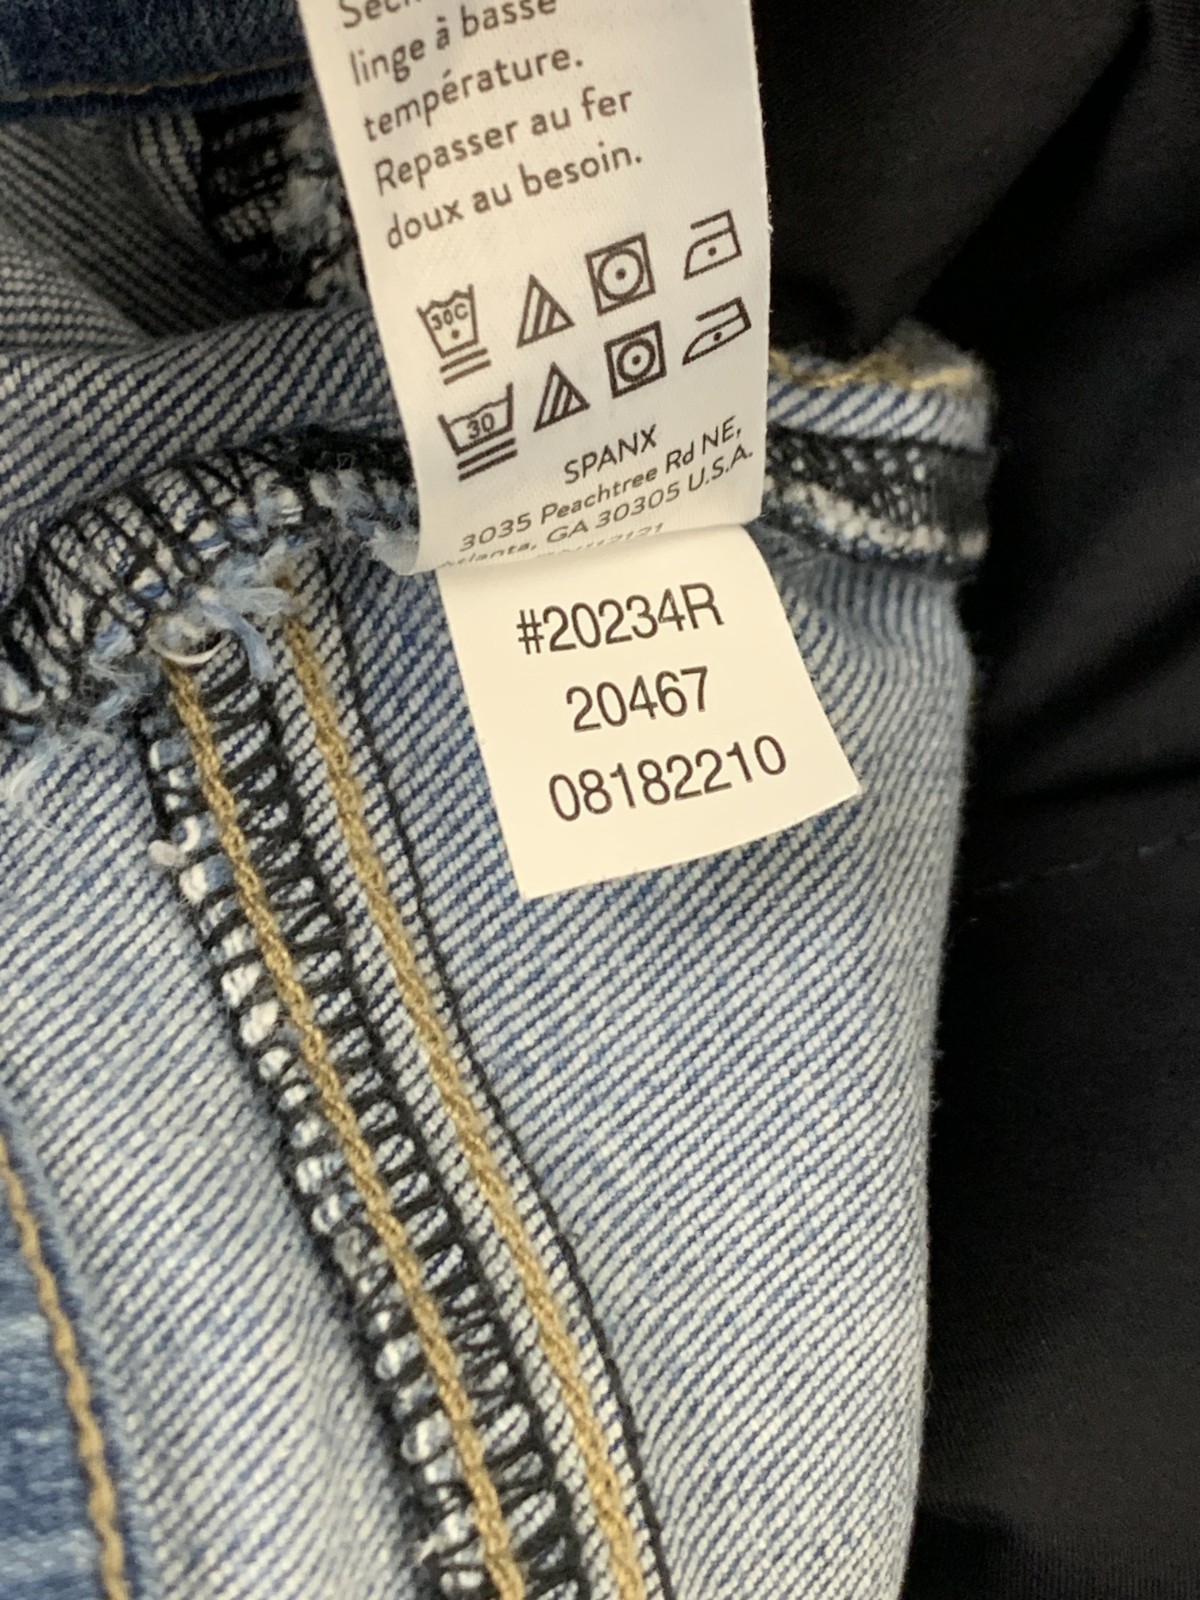 linge à basse
température.
Repasser au fer
doux au besoin.
30C
30
SPANX
3035 Peachtree Rd NE,
Atlanta, GA 30305 U.S.A.
#20234R
20467
08182210